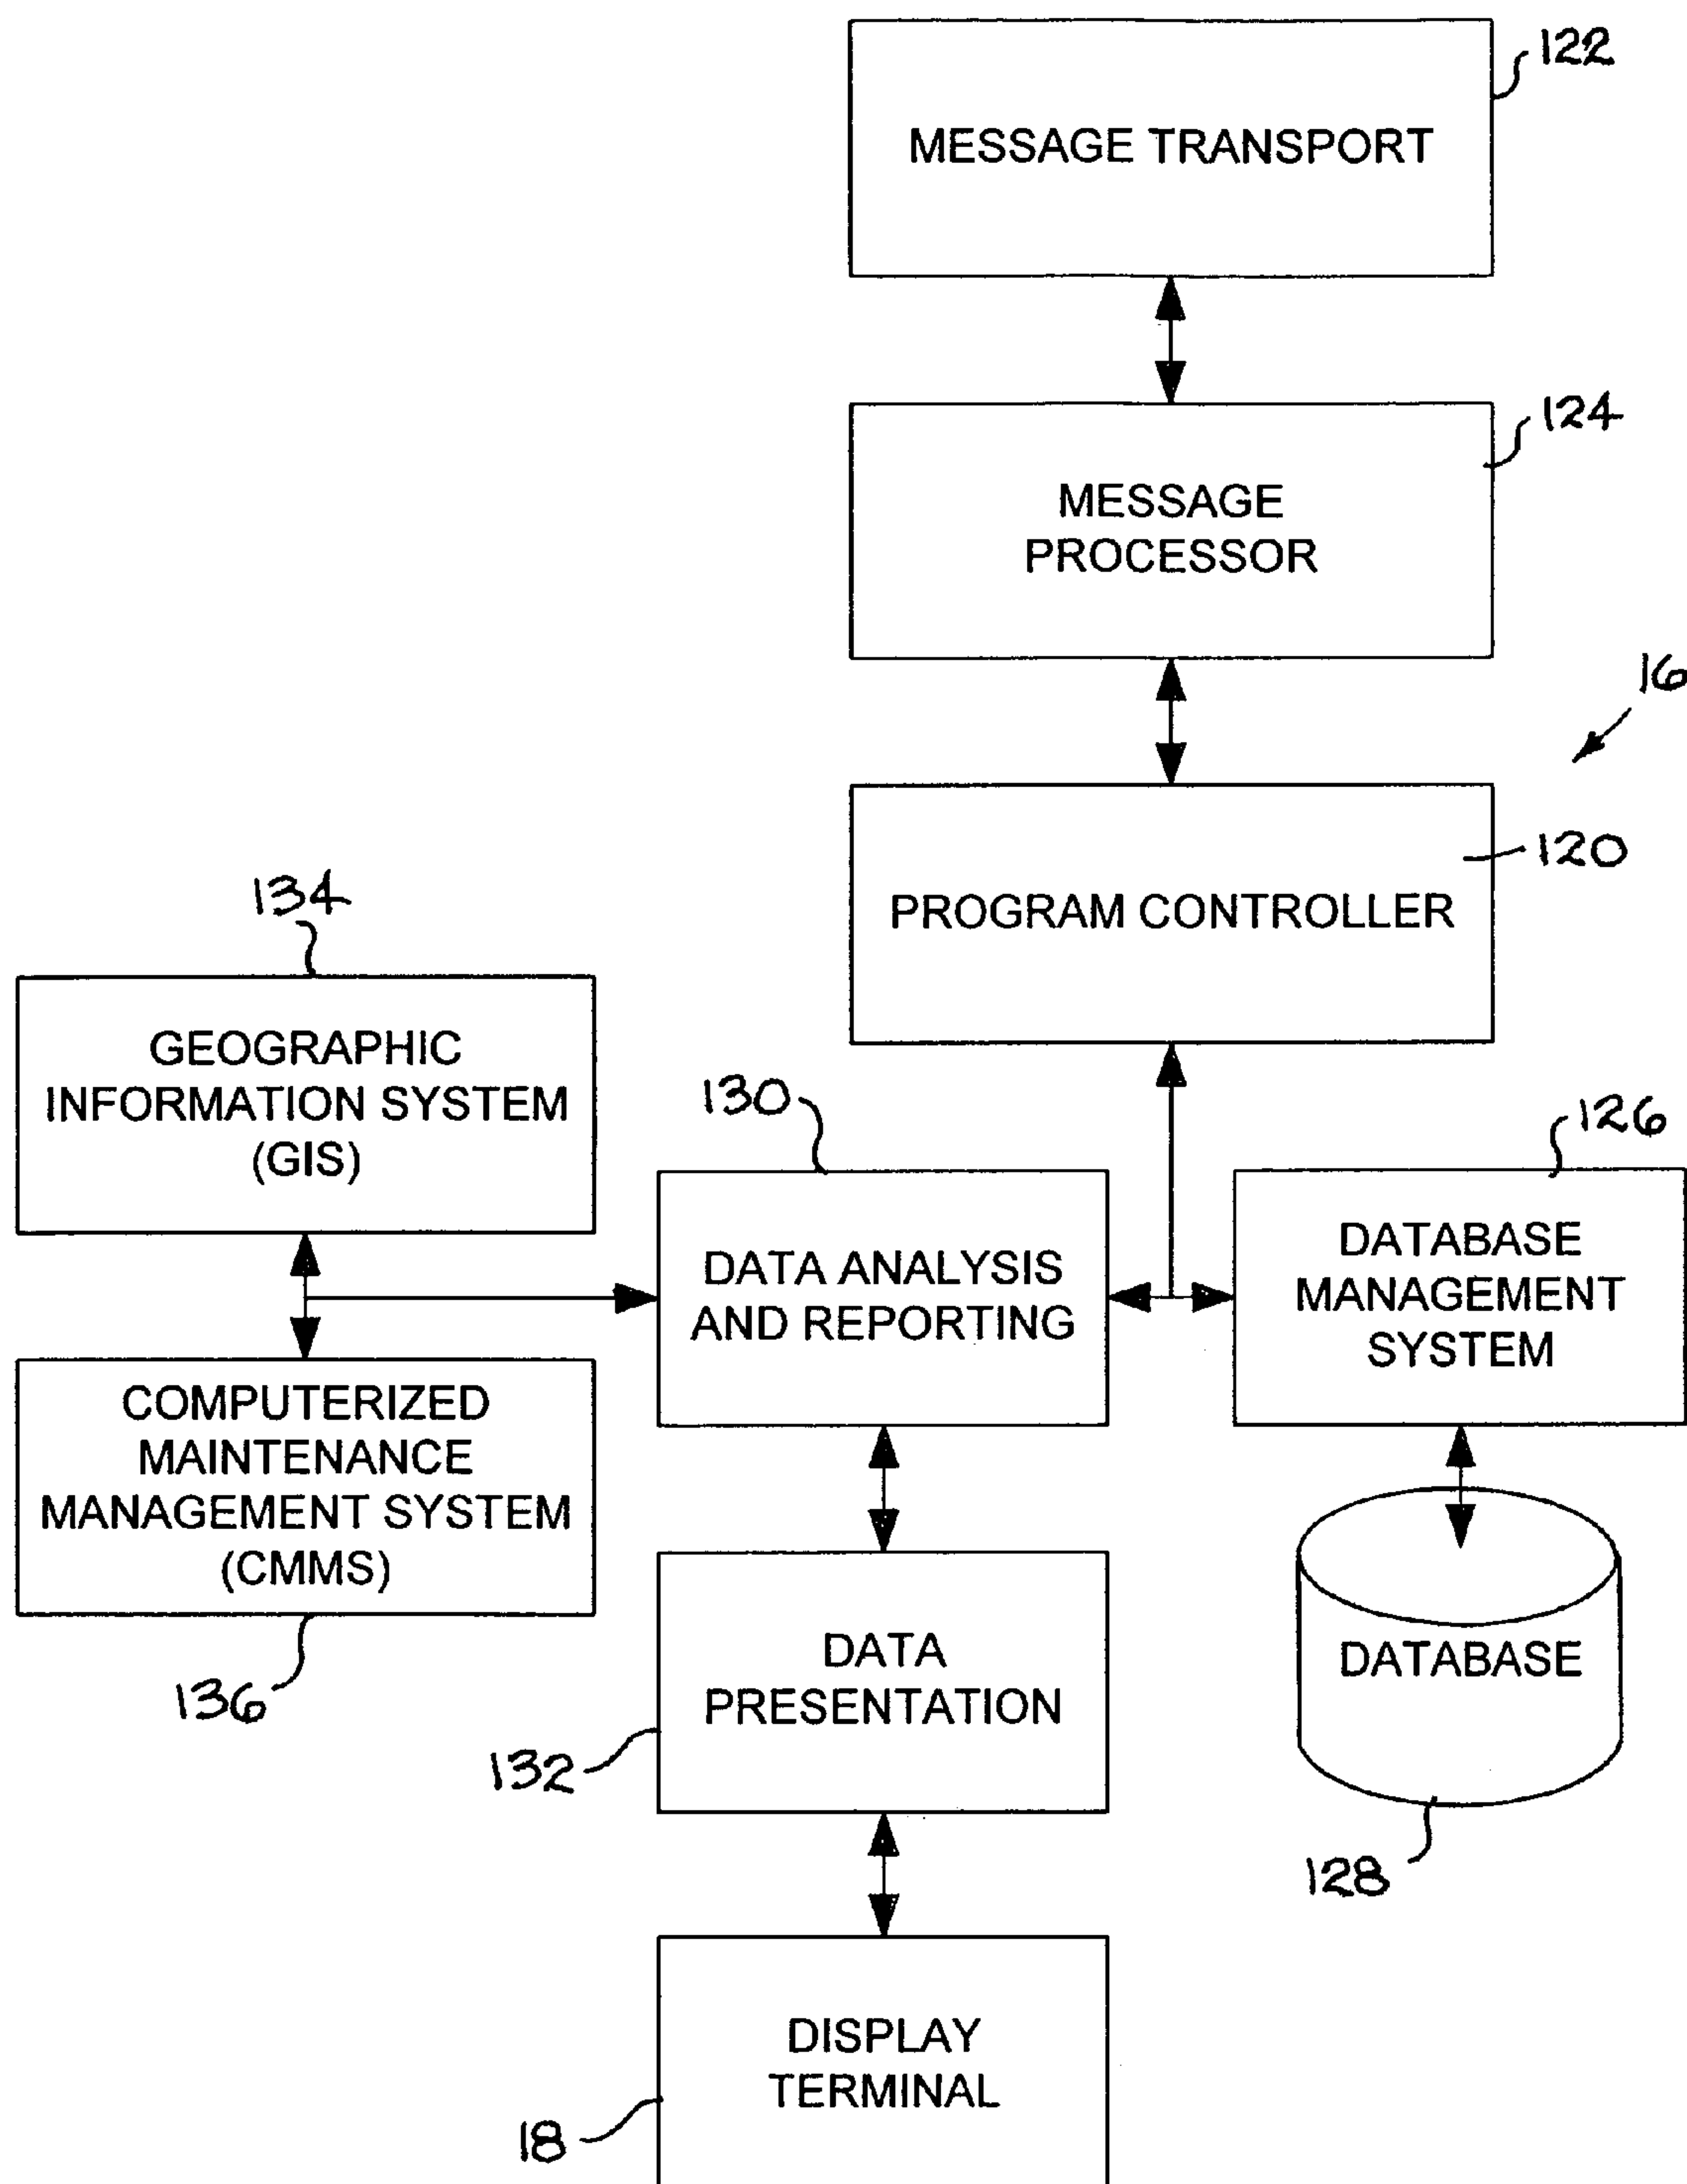 122
MESSAGE TRANSPORT
124
MESSAGE
PROCESSOR
16
120
PROGRAM CONTROLLER
134
GEOGRAPHIC
INFORMATION SYSTEM
(GIS)
130
126
DATA ANALYSIS
AND REPORTING
DATABASE
MANAGEMENT
SYSTEM
COMPUTERIZED
MAINTENANCE
MANAGEMENT SYSTEM
(CMMS)
136
DATA
PRESENTATION
132
DATABASE
128
DISPLAY
TERMINAL
18